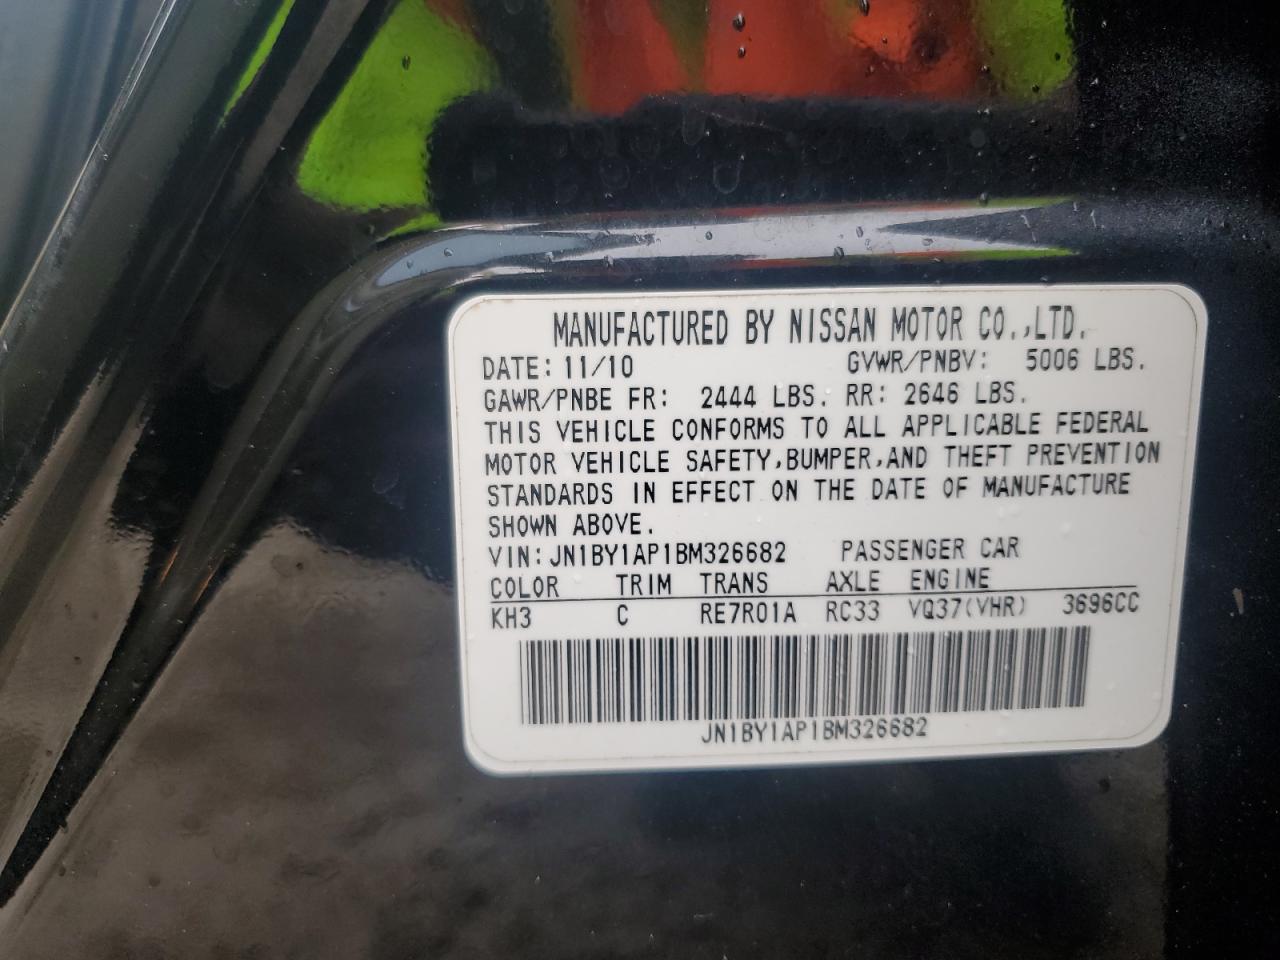 MANUFACTURED BY NISSAN MOTOR CO.,LTD.
DATE: 11/10 GVWR/PNBV: 5006 LBS.
GAWR/PNBE FR: 2444 LBS. RR: 2646 LBS.
THIS VEHICLE CONFORMS TO ALL APPLICABLE FEDERAL
MOTOR VEHICLE SAFETY,BUMPER,AND THEFT PREVENTION
STANDARDS IN EFFECT ON THE DATE OF MANUFACTURE
SHOWN ABOVE.
VIN: JN1BY1AP1BM326682 PASSENGER CAR
COLOR TRIM TRANS AXLE ENGINE
KH3 C RE7R01A RC33 VQ37(VHR) 3696CC
JN1BY1AP1BM326682